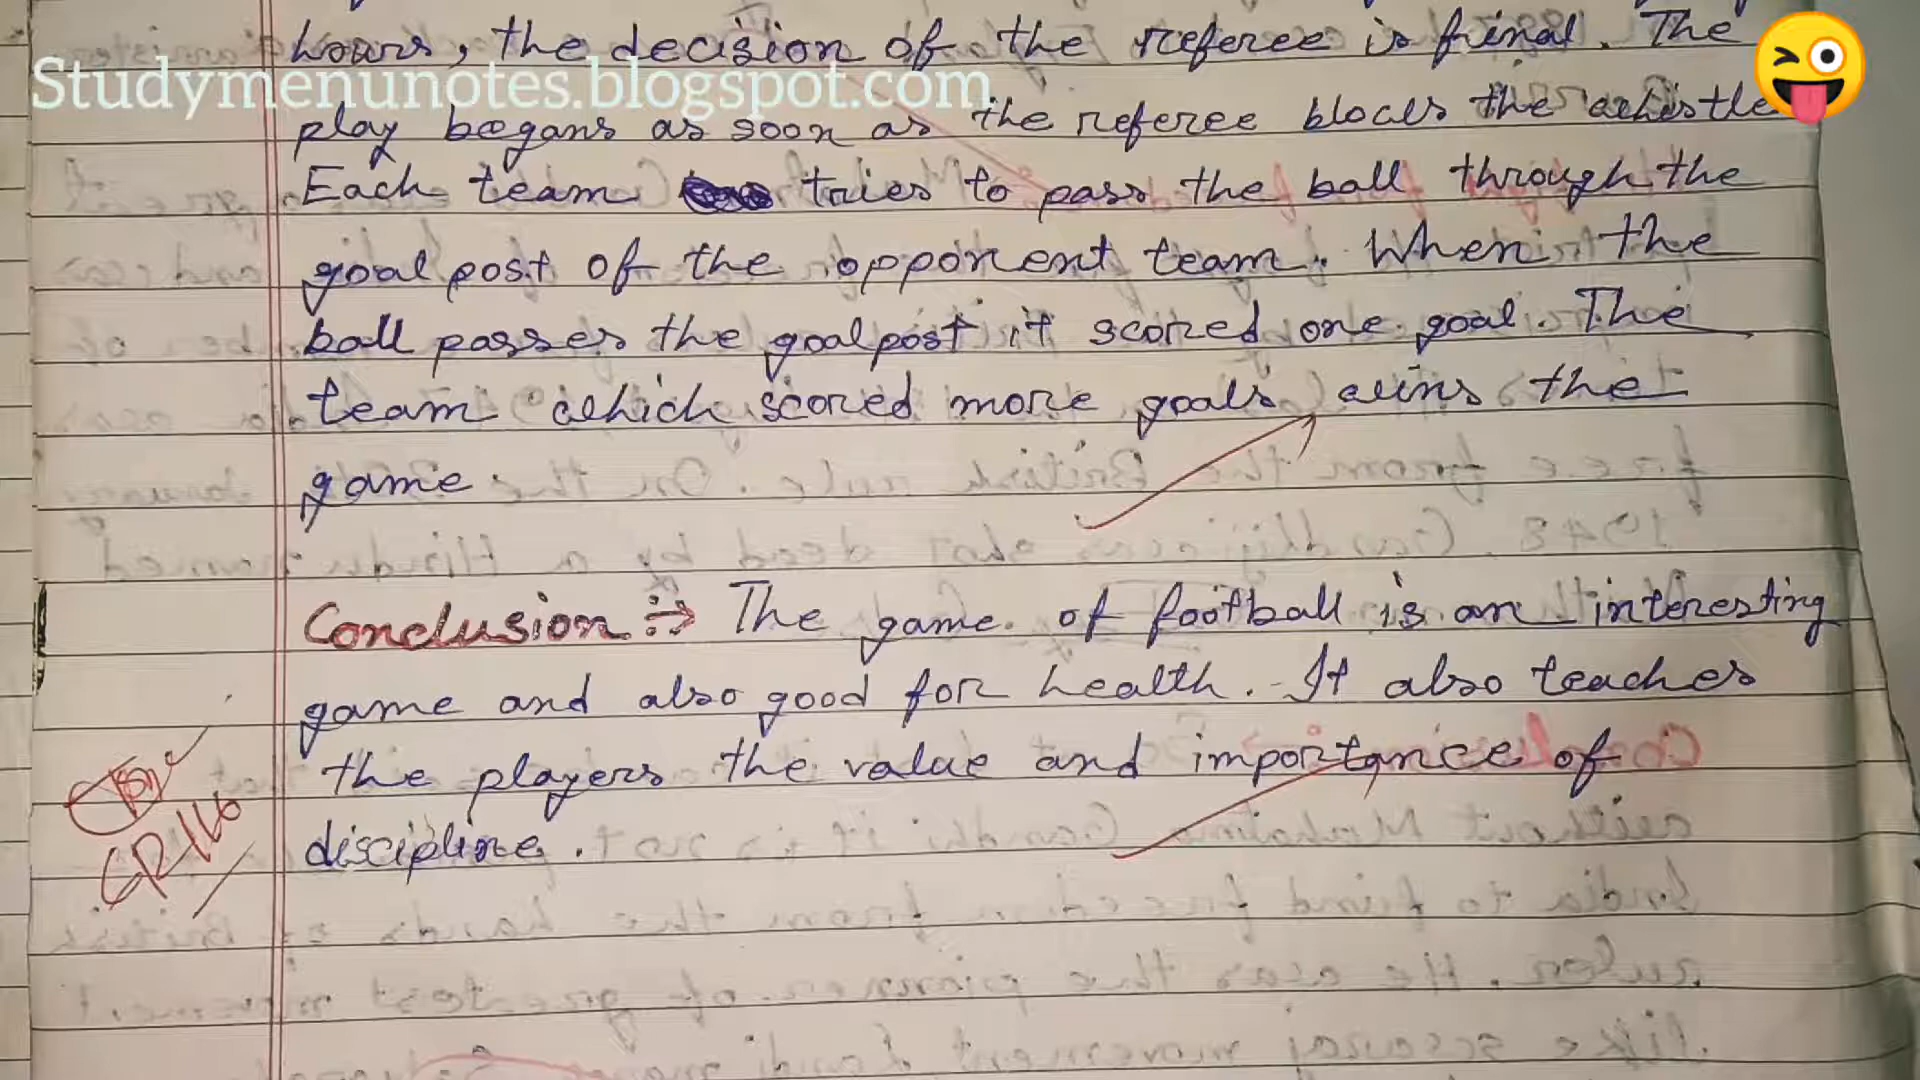 hours, the decision of the referee is final. The
Studymenunotes.blogspot.com
play begans as soon as the referee blows the whistle
Each team tries to pass the ball through the
goal post of the opponent team. When the
ball passes the goalpost it scored one goal. The
team which scored more goals wins the
game.
Conclusion :→ The game of football is an interesting
game and also good for health. It also teaches
the players the value and importance of
discipline.